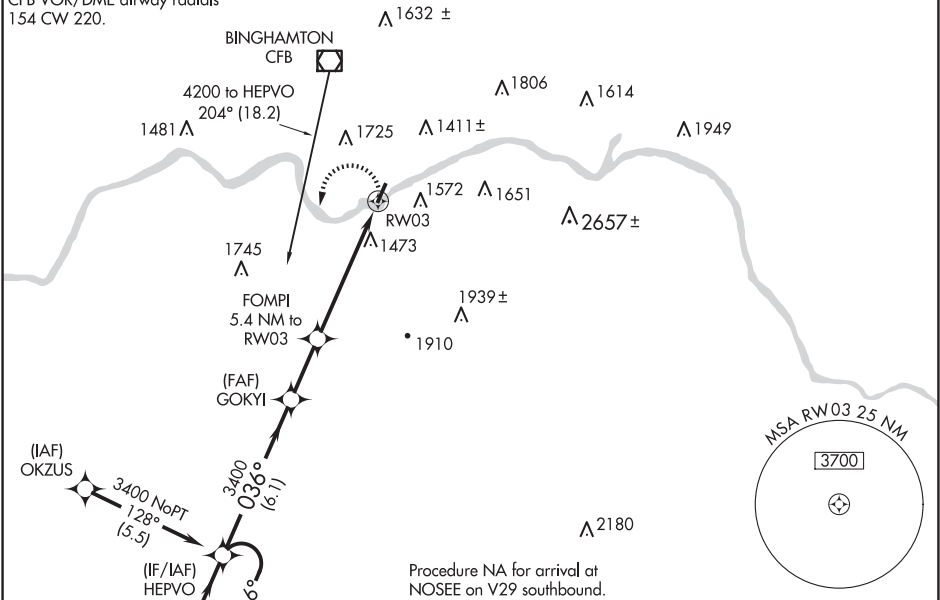 CFB VOR/DME airway radials
154 CW 220.
1632 ±
BINGHAMTON
CFB
4200 to HEPVO
204° (18.2)
1806
1614
1481
1725
1411±
1949
1572
1651
2657±
RW03
1473
1745
1939±
FOMPI
5.4 NM to
RW03
1910
(FAF)
GOKYI
MSA RW03 25 NM
3700
(IAF)
OKZUS
3400 NoPT
128°
(5.5)
3400
036°
(6.1)
2180
(IF/IAF)
HEPVO
Procedure NA for arrival at
NOSEE on V29 southbound.